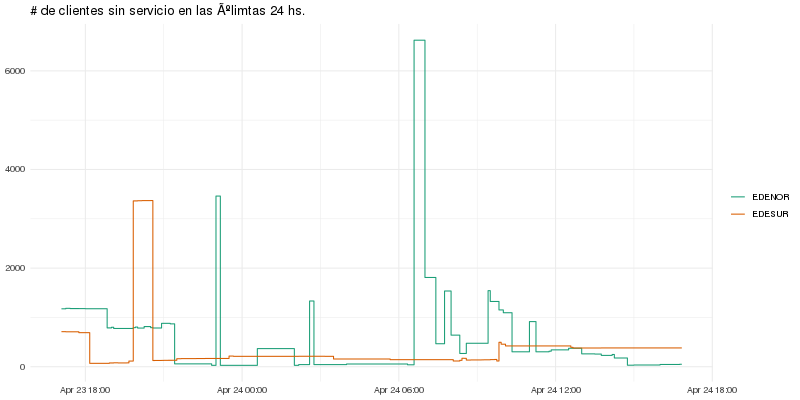 # de clientes sin servicio en las Ãºlimtas 24 hs.
6000
4000
2000
0
Apr 23 18:00
Apr 24 00:00
Apr 24 06:00
Apr 24 12:00
Apr 24 18:00
EDENOR
EDESUR